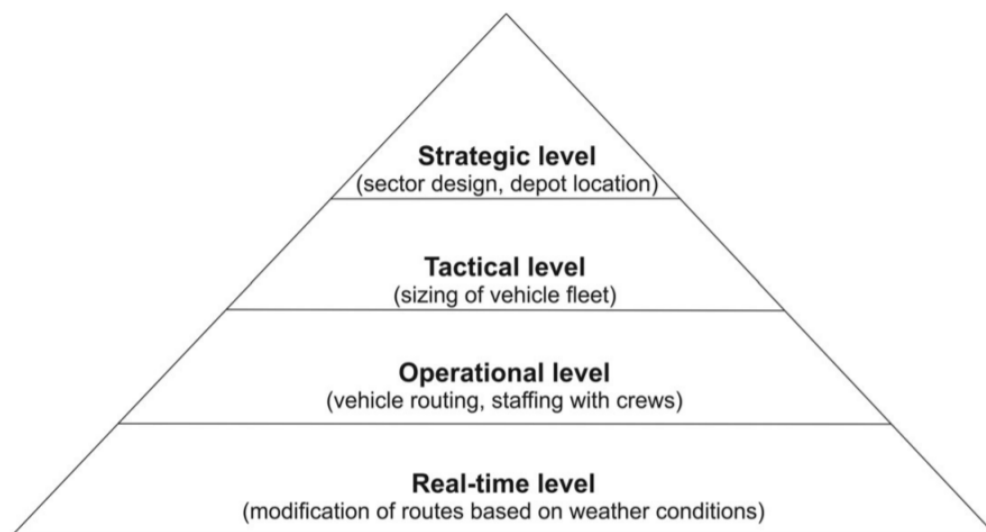 Strategic level
(sector design, depot location)
Tactical level
(sizing of vehicle fleet)
Operational level
(vehicle routing, staffing with crews)
Real-time level
(modification of routes based on weather conditions)